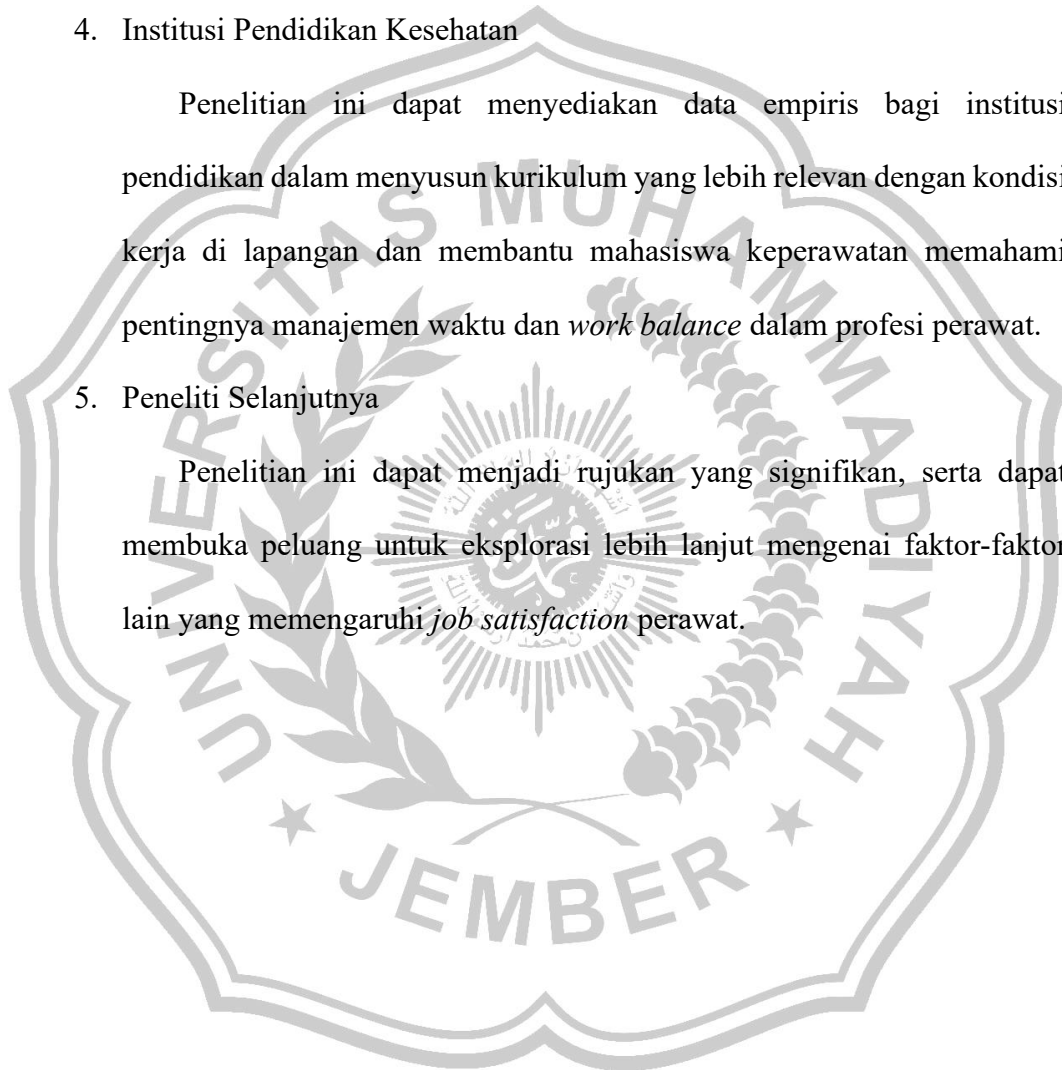 4. Institusi Pendidikan Kesehatan
Penelitian ini dapat menyediakan data empiris bagi institusi
pendidikan dalam menyusun kurikulum yang lebih relevan dengan kondisi
kerja di lapangan dan membantu mahasiswa keperawatan memahami
pentingnya manajemen waktu dan work balance dalam profesi perawat.
5. Peneliti Selanjutnya
Penelitian ini dapat menjadi rujukan yang signifikan, serta dapat
membuka peluang untuk eksplorasi lebih lanjut mengenai faktor-faktor
lain yang memengaruhi job satisfaction perawat.
UNIVERSITAS MUHAMMADIYAH
JEMBER